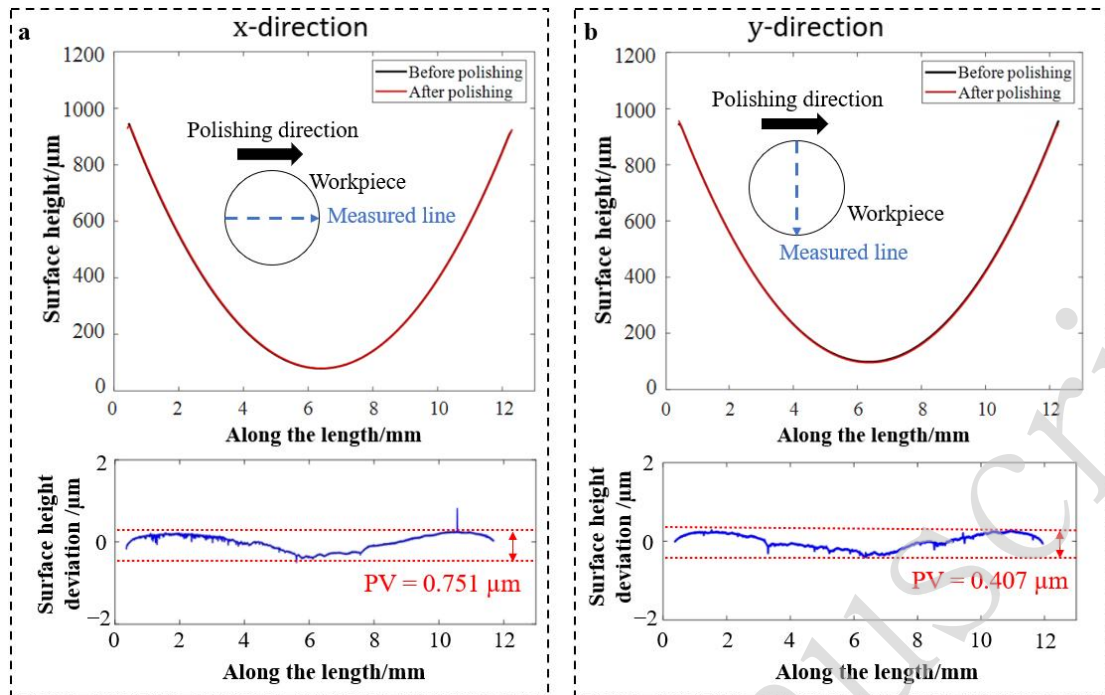 a
x-direction
1200
1000
800
600
400
200
0
Surface height/μm
Before polishing
After polishing
Polishing direction
Workpiece
Measured line
0 2 4 6 8 10 12
Along the length/mm
2
0
−2
Surface height
deviation /μm
PV = 0.751 μm
0 2 4 6 8 10 12
Along the length/mm
b
y-direction
1200
1000
800
600
400
200
0
Surface height/μm
Before polishing
After polishing
Polishing direction
Workpiece
Measured line
0 2 4 6 8 10 12
Along the length/mm
2
0
−2
Surface height
deviation /μm
PV = 0.407 μm
0 2 4 6 8 10 12
Along the length/mm